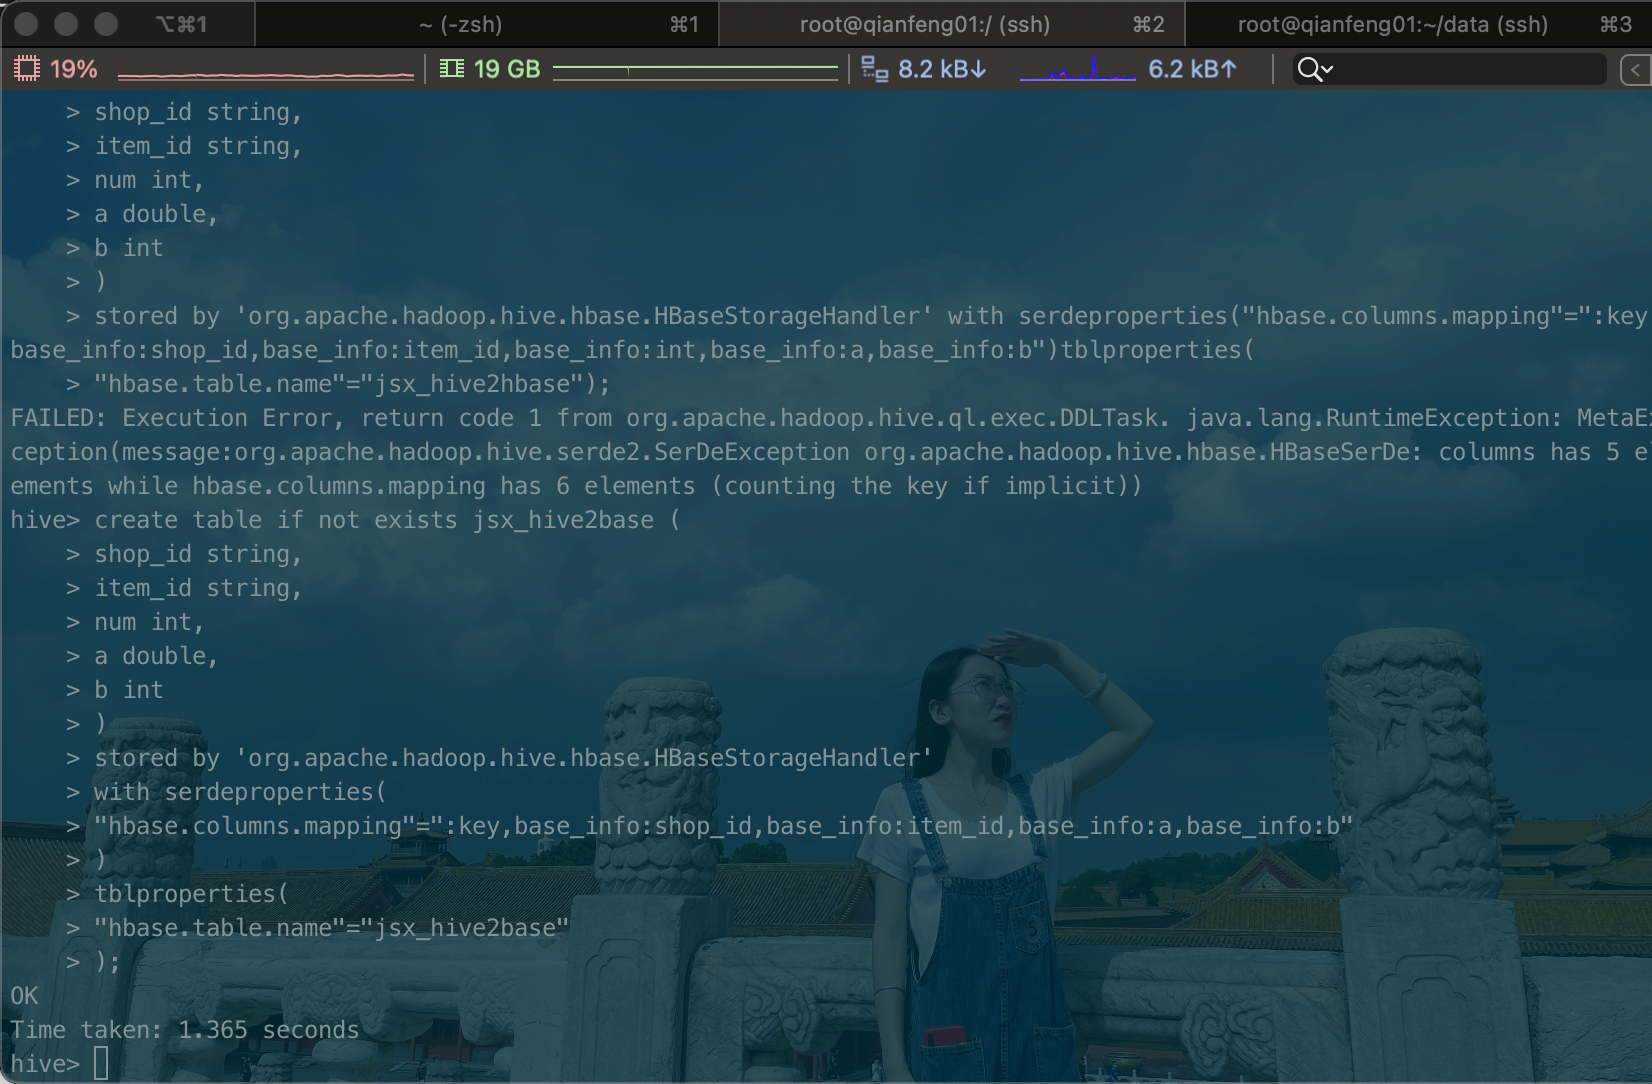 ⌥⌘1
~ (-zsh) ⌘1
root@qianfeng01:/ (ssh) ⌘2
root@qianfeng01:~/data (ssh) ⌘3
19% 19 GB 8.2 kB↓ 6.2 kB↑
> shop_id string,
> item_id string,
> num int,
> a double,
> b int
> )
> stored by 'org.apache.hadoop.hive.hbase.HBaseStorageHandler' with serdeproperties("hbase.columns.mapping"=":key
base_info:shop_id,base_info:item_id,base_info:int,base_info:a,base_info:b")tblproperties(
> "hbase.table.name"="jsx_hive2hbase");
FAILED: Execution Error, return code 1 from org.apache.hadoop.hive.ql.exec.DDLTask. java.lang.RuntimeException: MetaEx
ception(message:org.apache.hadoop.hive.serde2.SerDeException org.apache.hadoop.hive.hbase.HBaseSerDe: columns has 5 el
ements while hbase.columns.mapping has 6 elements (counting the key if implicit))
hive> create table if not exists jsx_hive2base (
> shop_id string,
> item_id string,
> num int,
> a double,
> b int
> )
> stored by 'org.apache.hadoop.hive.hbase.HBaseStorageHandler'
> with serdeproperties(
> "hbase.columns.mapping"=":key,base_info:shop_id,base_info:item_id,base_info:a,base_info:b"
> )
> tblproperties(
> "hbase.table.name"="jsx_hive2base"
> );
OK
Time taken: 1.365 seconds
hive>